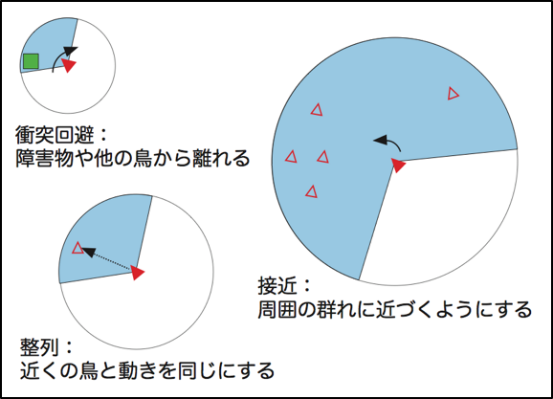 衝突回避：
障害物や他の鳥から離れる
接近：
周囲の群れに近づくようにする
整列：
近くの鳥と動きを同じにする